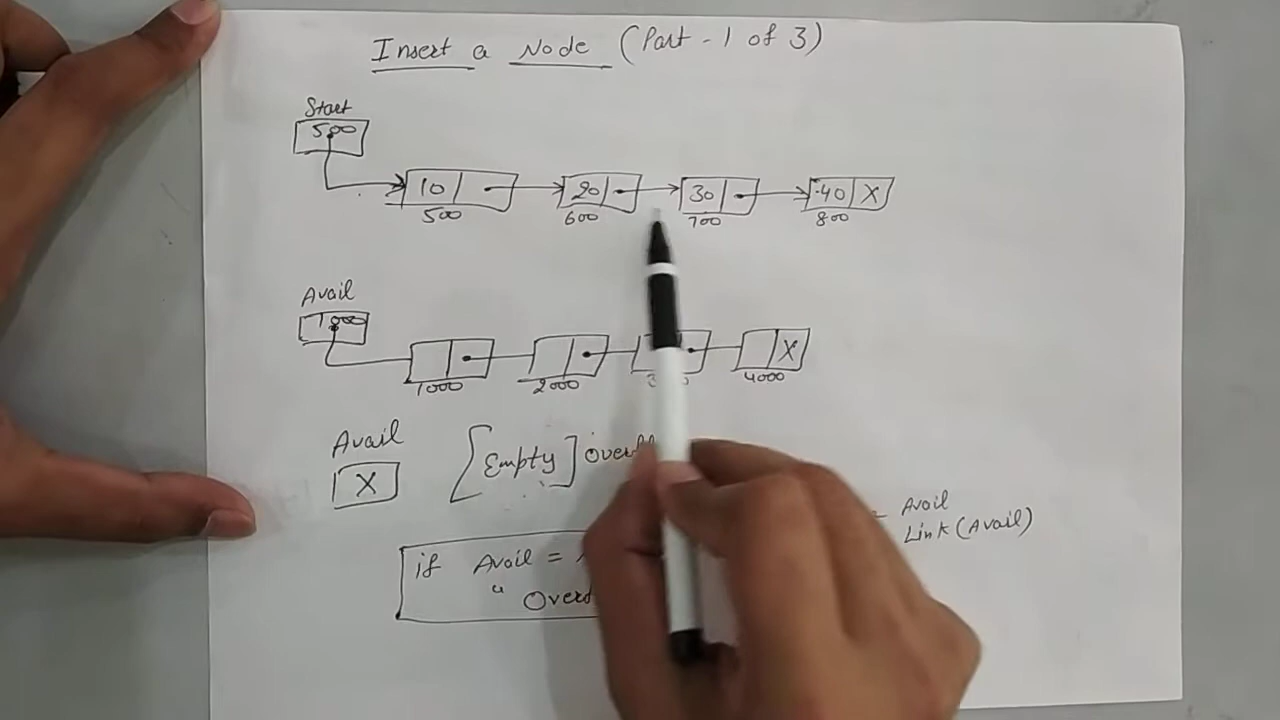 Insert a Node (Part - 1 of 3)
Start
500
10 20 30 40 X
500 600 700 800
Avail
1000
X
1000 2000 4000
Avail
X [Empty]
Avail
Link (Avail)
if Avail =
"